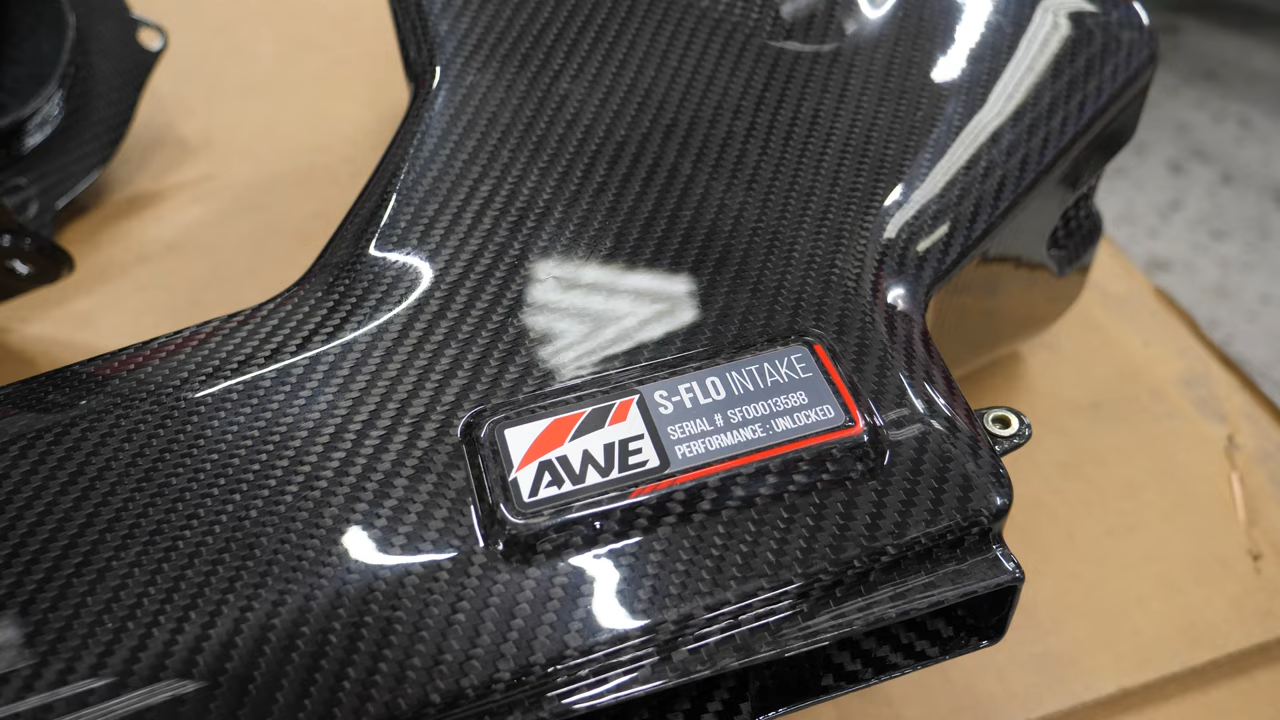 AWE
S-FLO INTAKE
SERIAL # SF00013588
PERFORMANCE : UNLOCKED